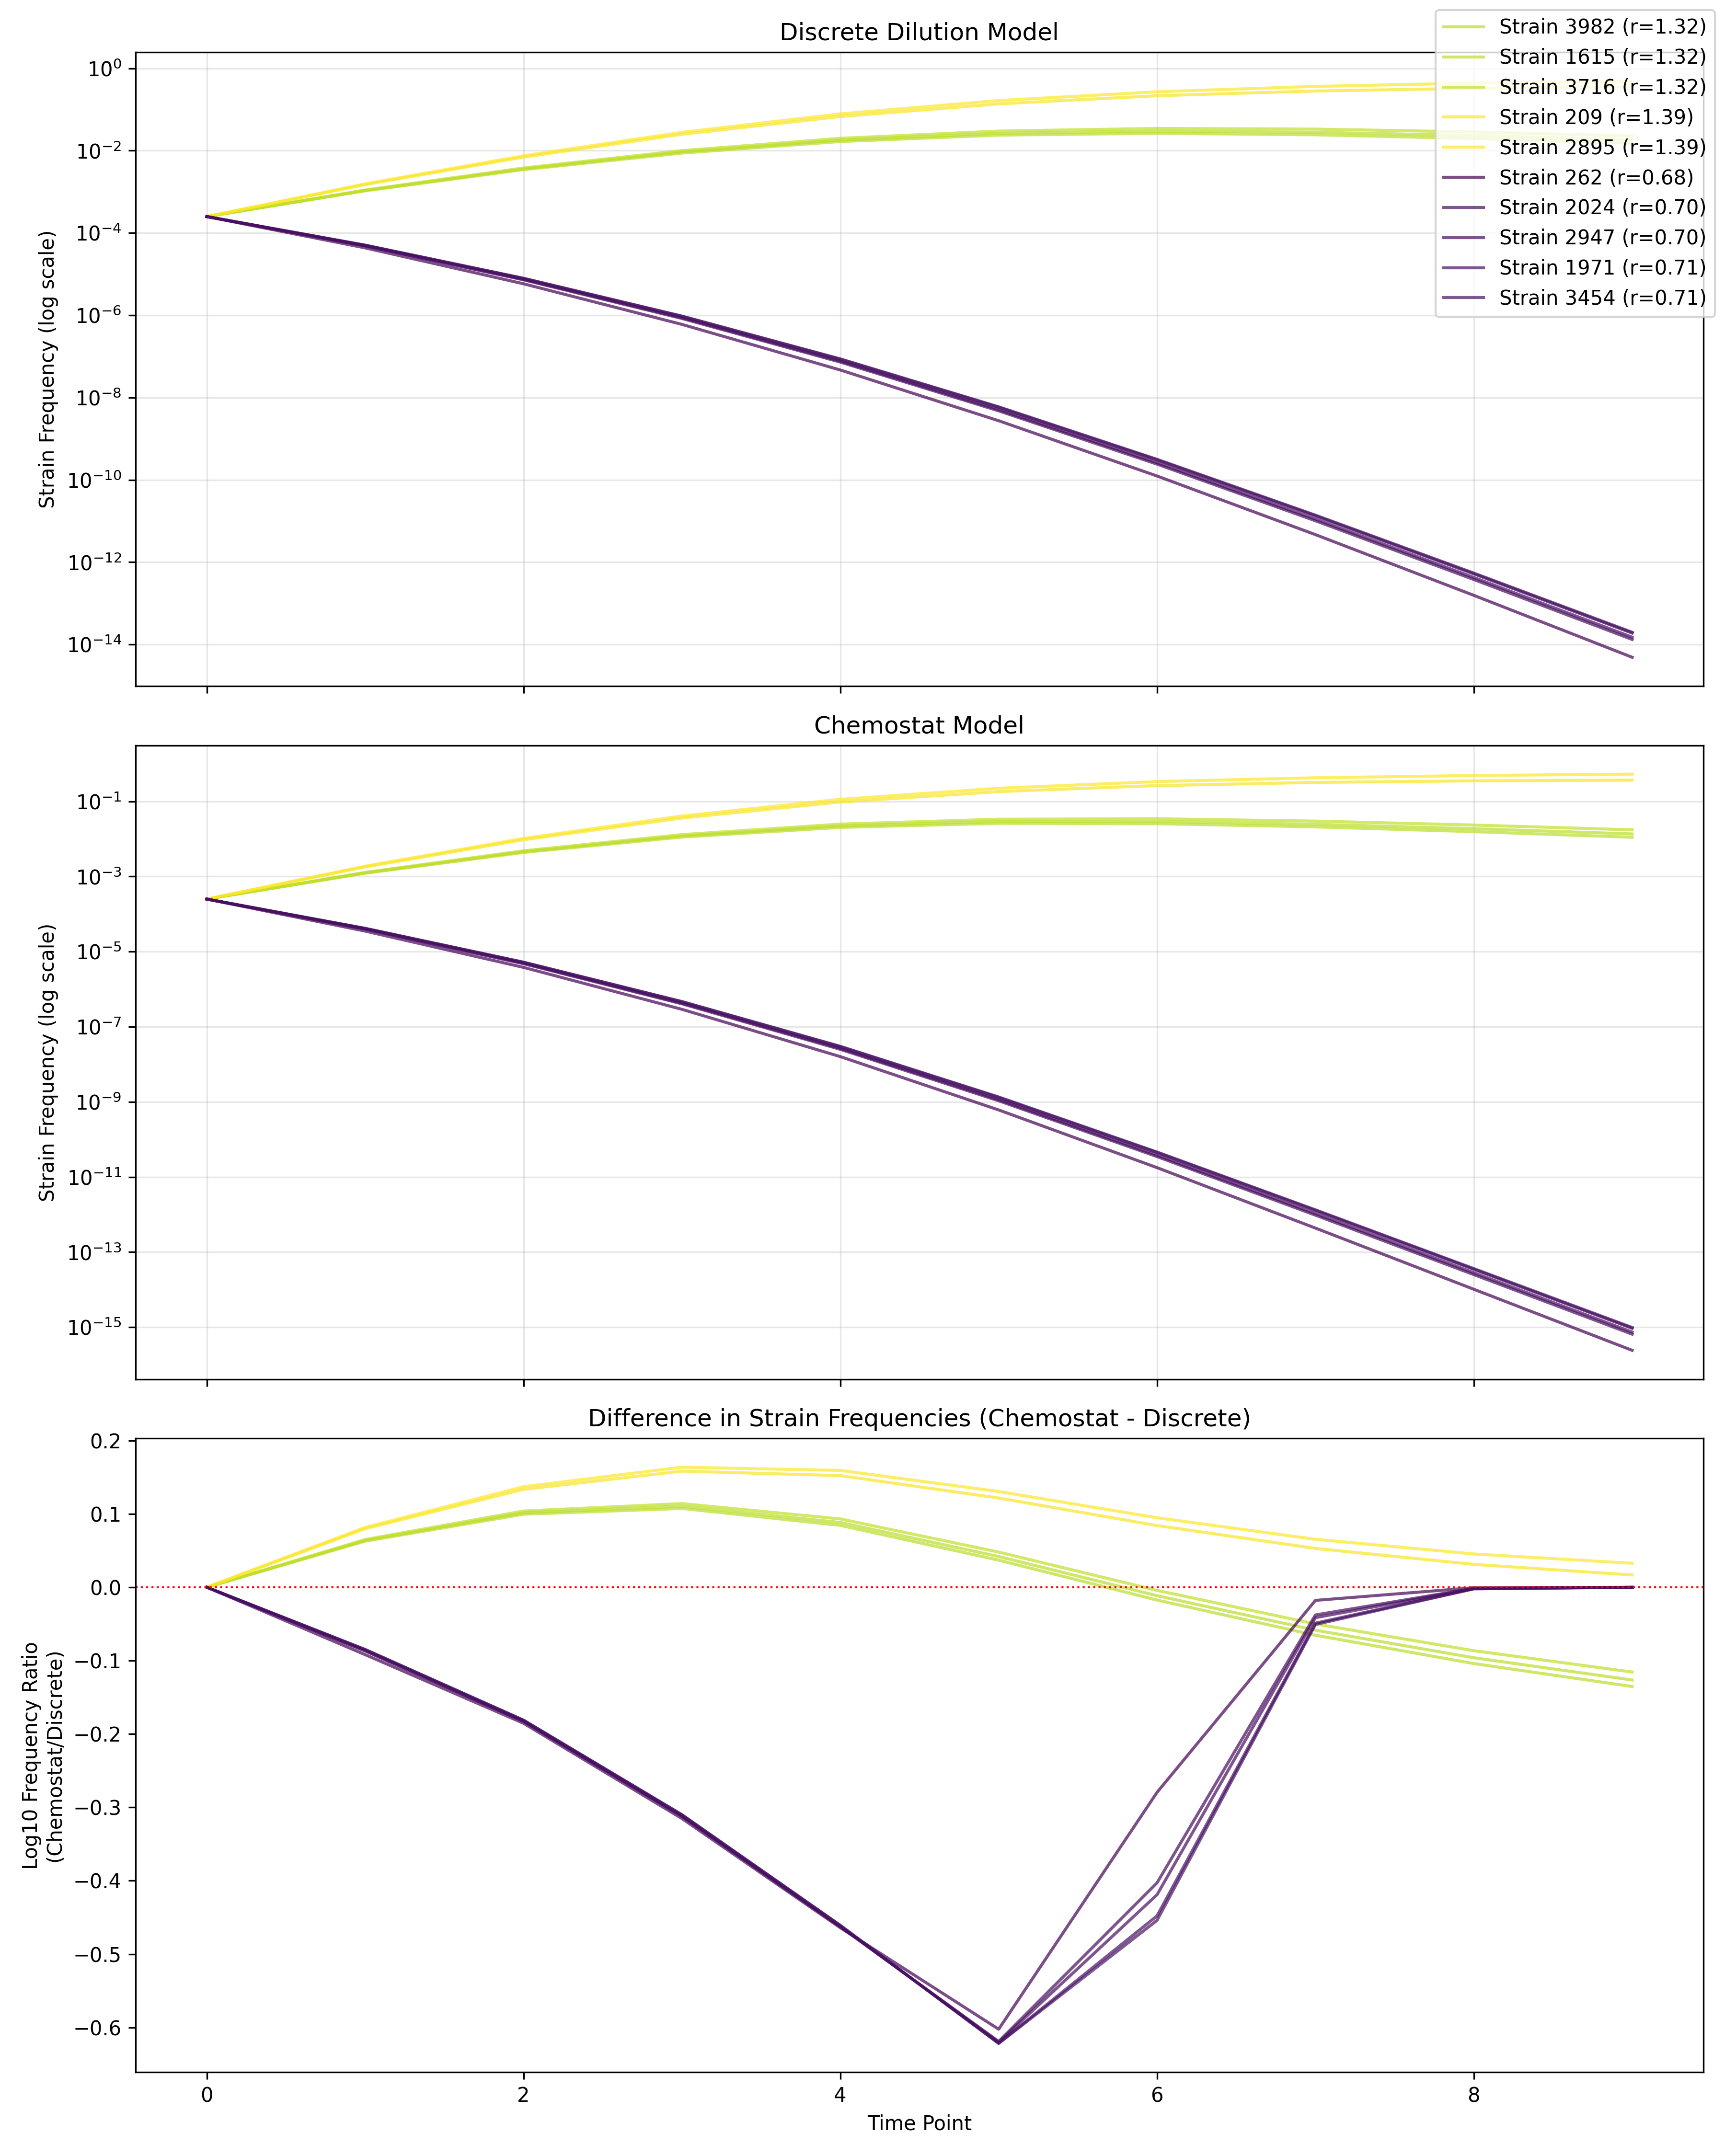 Discrete Dilution Model
Strain 3982 (r=1.32)
Strain 1615 (r=1.32)
Strain 3716 (r=1.32)
Strain 209 (r=1.39)
Strain 2895 (r=1.39)
Strain 262 (r=0.68)
Strain 2024 (r=0.70)
Strain 2947 (r=0.70)
Strain 1971 (r=0.71)
Strain 3454 (r=0.71)
Strain Frequency (log scale)
10⁰
10⁻²
10⁻⁴
10⁻⁶
10⁻⁸
10⁻¹⁰
10⁻¹²
10⁻¹⁴
Chemostat Model
Strain Frequency (log scale)
10⁻¹
10⁻³
10⁻⁵
10⁻⁷
10⁻⁹
10⁻¹¹
10⁻¹³
10⁻¹⁵
Difference in Strain Frequencies (Chemostat - Discrete)
Log10 Frequency Ratio
(Chemostat/Discrete)
0.2
0.1
0.0
−0.1
−0.2
−0.3
−0.4
−0.5
−0.6
0 2 4 6 8
Time Point